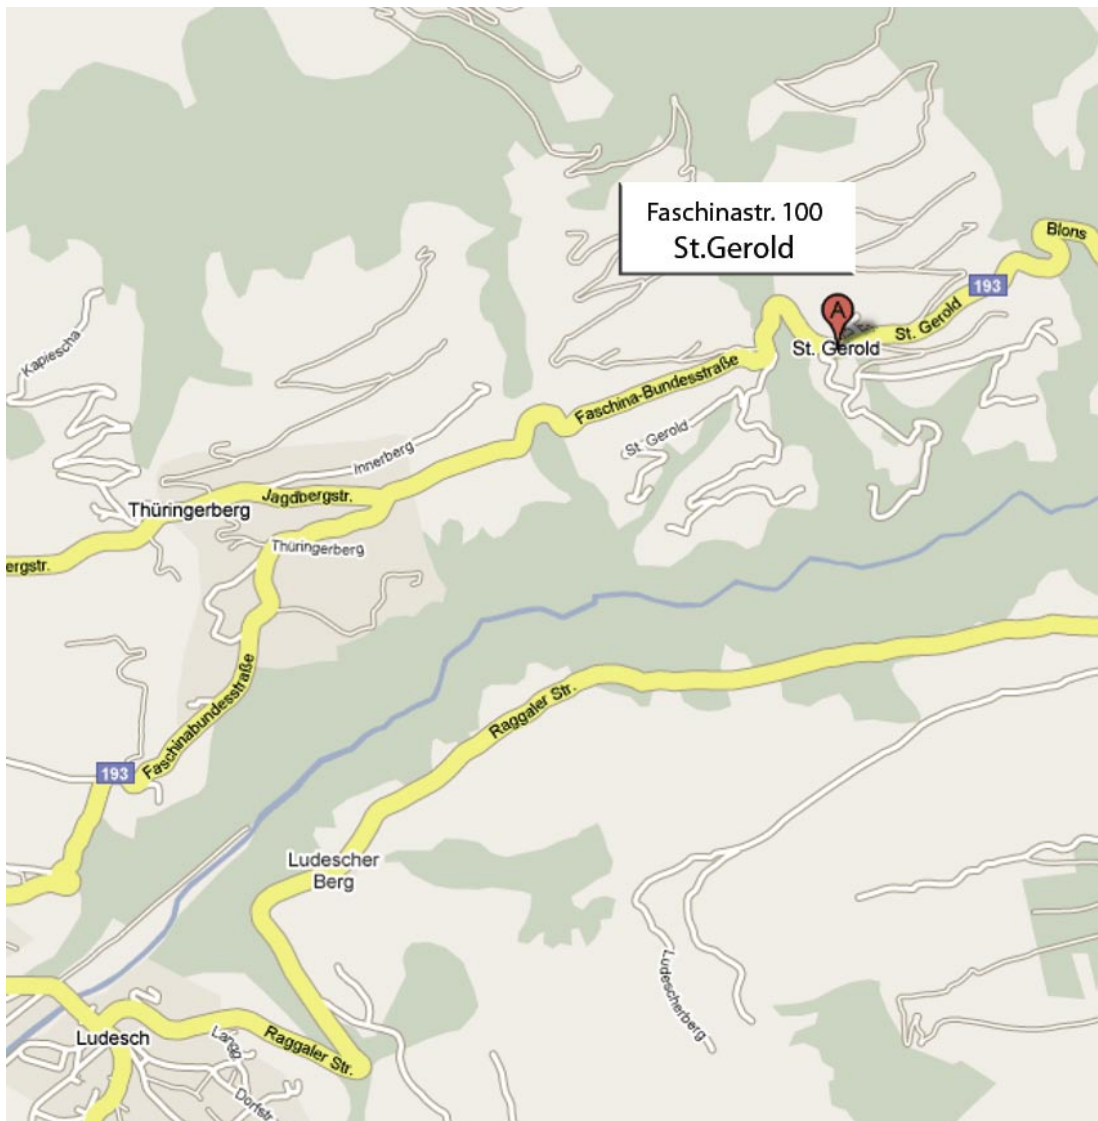 Faschinastr. 100
St.Gerold
Blons
193
A
St. Gerold
St. Gerold
Kapiescha
Faschina-Bundesstraße
St. Gerold
Innerberg
Jagdbergstr.
Thüringerberg
Thüringerberg
ergstr.
Faschinabundesstraße
Raggaler Str.
193
Ludescher
Berg
Ludescherberg
Ludesch
Langg
Raggaler Str.
Dorfstr